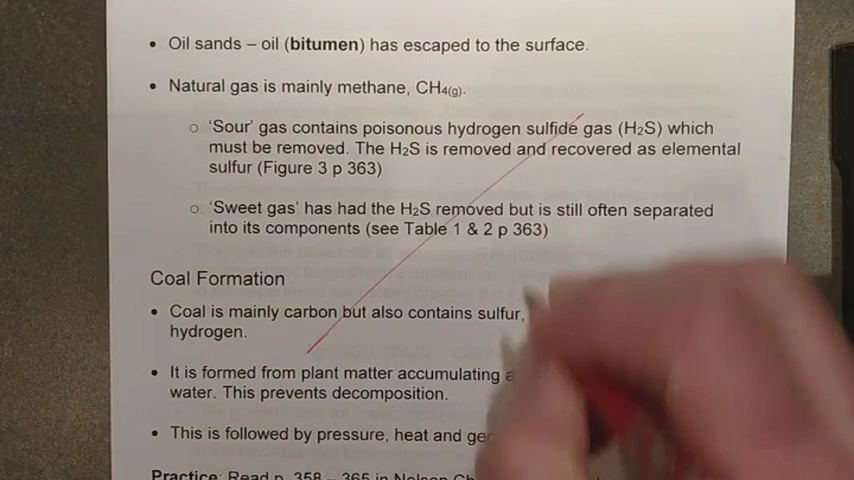 • Oil sands – oil (bitumen) has escaped to the surface.
• Natural gas is mainly methane, CH4(g).
○ 'Sour' gas contains poisonous hydrogen sulfide gas (H2S) which
must be removed. The H2S is removed and recovered as elemental
sulfur (Figure 3 p 363)
○ 'Sweet gas' has had the H2S removed but is still often separated
into its components (see Table 1 & 2 p 363)
Coal Formation
• Coal is mainly carbon but also contains sulfur,
hydrogen.
• It is formed from plant matter accumulating
water. This prevents decomposition.
• This is followed by pressure, heat and
Practice: Read p. 358 – 365 in Nelson